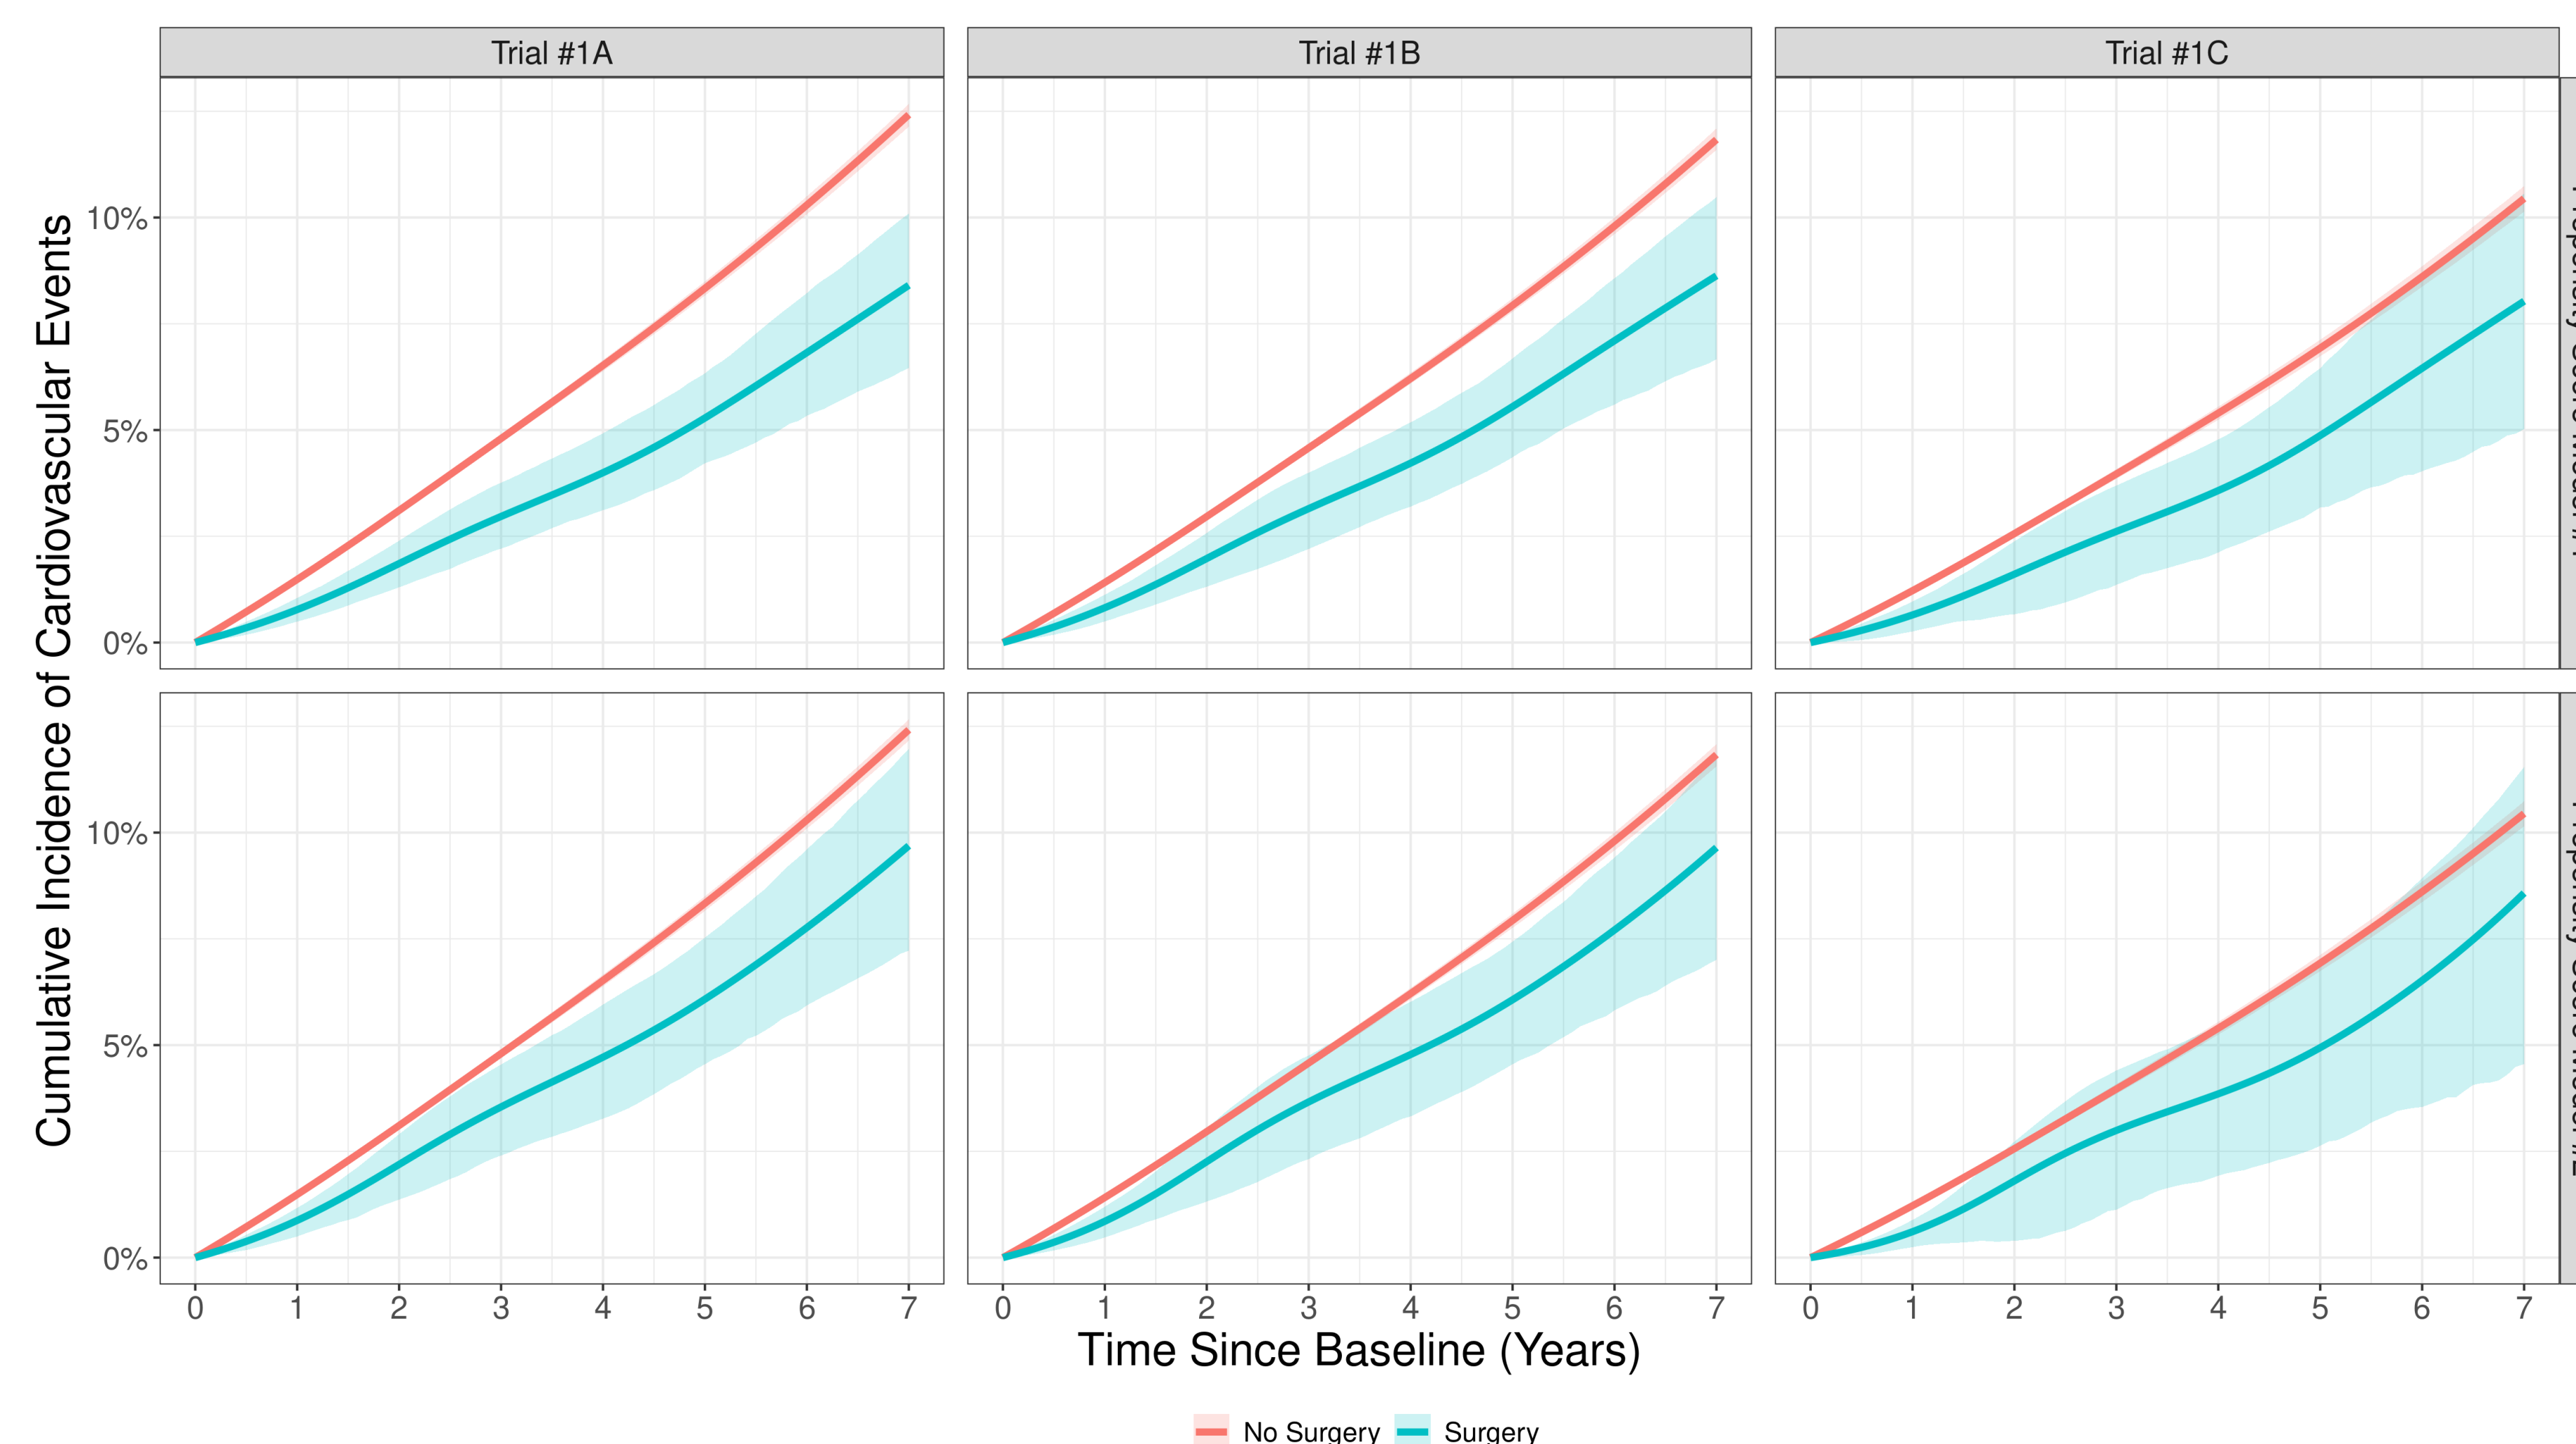 Trial #1A
Trial #1B
Trial #1C
Cumulative Incidence of Cardiovascular Events
10%
5%
0%
10%
5%
0%
0 1 2 3 4 5 6 7
0 1 2 3 4 5 6 7
0 1 2 3 4 5 6 7
Time Since Baseline (Years)
No Surgery
Surgery